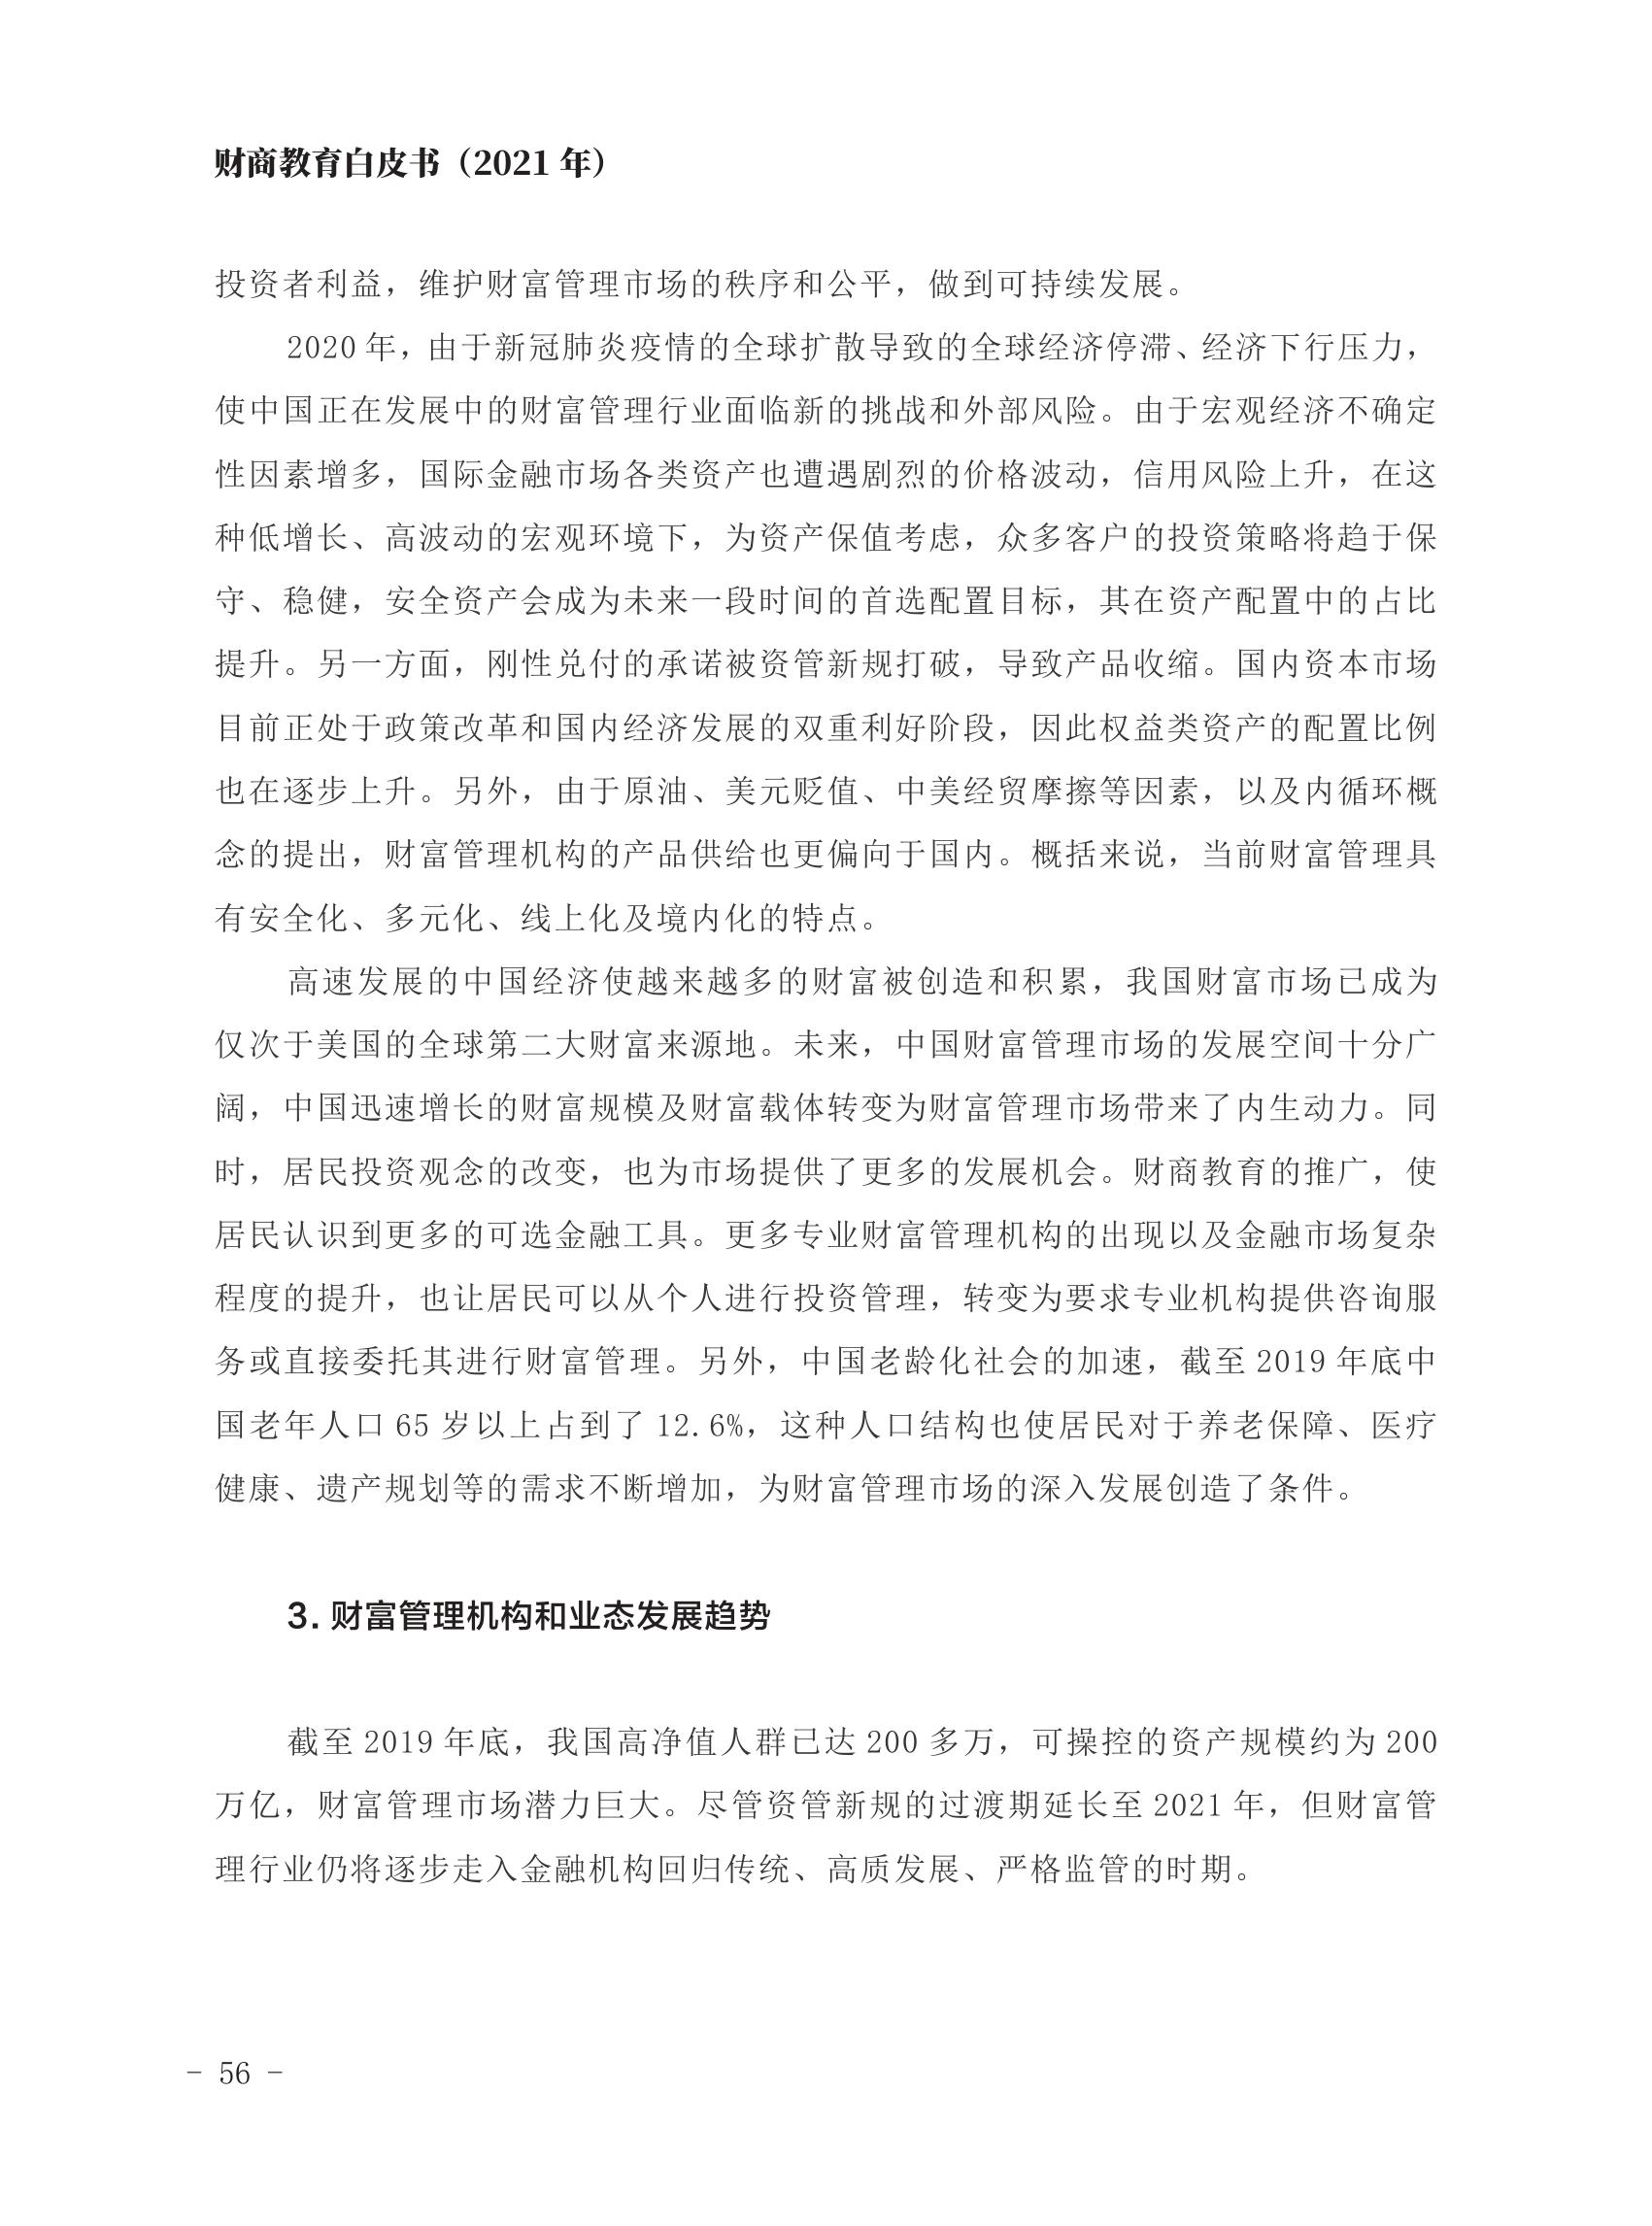 财商教育白皮书（2021 年）
投资者利益，维护财富管理市场的秩序和公平，做到可持续发展。
2020 年，由于新冠肺炎疫情的全球扩散导致的全球经济停滞、经济下行压力，
使中国正在发展中的财富管理行业面临新的挑战和外部风险。由于宏观经济不确定
性因素增多，国际金融市场各类资产也遭遇剧烈的价格波动，信用风险上升，在这
种低增长、高波动的宏观环境下，为资产保值考虑，众多客户的投资策略将趋于保
守、稳健，安全资产会成为未来一段时间的首选配置目标，其在资产配置中的占比
提升。另一方面，刚性兑付的承诺被资管新规打破，导致产品收缩。国内资本市场
目前正处于政策改革和国内经济发展的双重利好阶段，因此权益类资产的配置比例
也在逐步上升。另外，由于原油、美元贬值、中美经贸摩擦等因素，以及内循环概
念的提出，财富管理机构的产品供给也更偏向于国内。概括来说，当前财富管理具
有安全化、多元化、线上化及境内化的特点。
高速发展的中国经济使越来越多的财富被创造和积累，我国财富市场已成为
仅次于美国的全球第二大财富来源地。未来，中国财富管理市场的发展空间十分广
阔，中国迅速增长的财富规模及财富载体转变为财富管理市场带来了内生动力。同
时，居民投资观念的改变，也为市场提供了更多的发展机会。财商教育的推广，使
居民认识到更多的可选金融工具。更多专业财富管理机构的出现以及金融市场复杂
程度的提升，也让居民可以从个人进行投资管理，转变为要求专业机构提供咨询服
务或直接委托其进行财富管理。另外，中国老龄化社会的加速，截至 2019 年底中
国老年人口 65 岁以上占到了 12.6%，这种人口结构也使居民对于养老保障、医疗
健康、遗产规划等的需求不断增加，为财富管理市场的深入发展创造了条件。
3. 财富管理机构和业态发展趋势
截至 2019 年底，我国高净值人群已达 200 多万，可操控的资产规模约为 200
万亿，财富管理市场潜力巨大。尽管资管新规的过渡期延长至 2021 年，但财富管
理行业仍将逐步走入金融机构回归传统、高质发展、严格监管的时期。
- 56 -